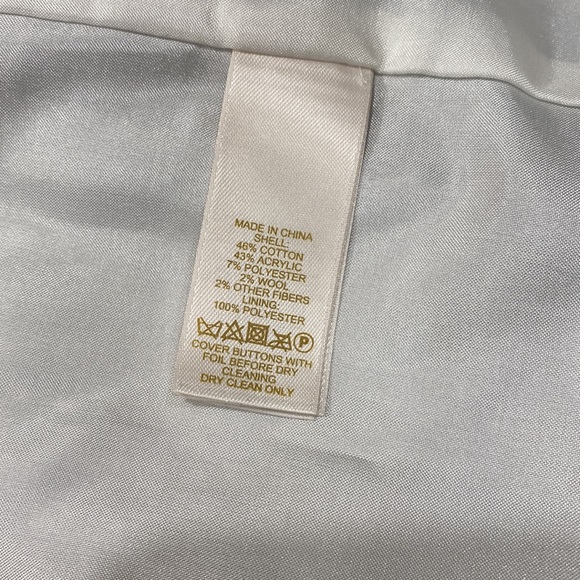 MADE IN CHINA
SHELL:
46% COTTON
43% ACRYLIC
7% POLYESTER
2% WOOL
2% OTHER FIBERS
LINING:
100% POLYESTER
P
COVER BUTTONS WITH
FOIL BEFORE DRY
CLEANING
DRY CLEAN ONLY